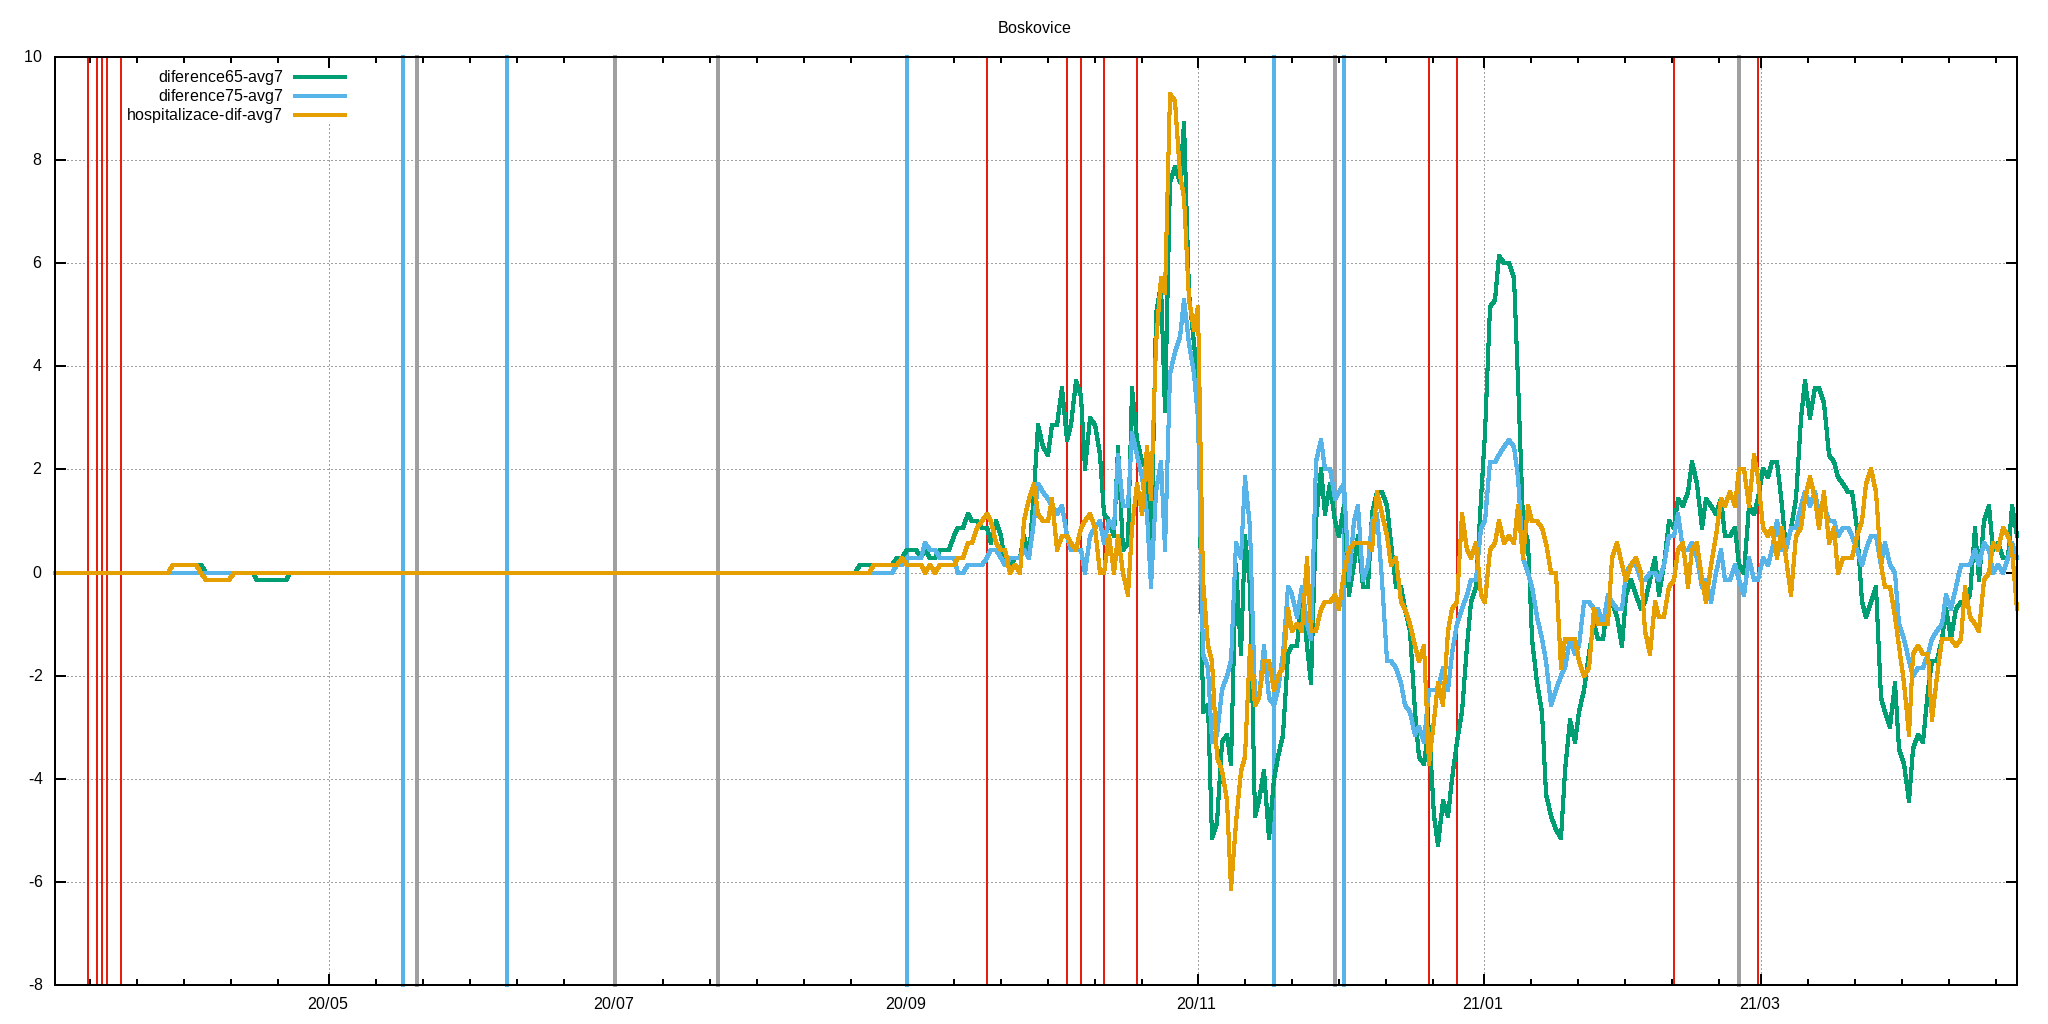 Boskovice
10
8
6
4
2
0
-2
-4
-6
-8
diference65-avg7
diference75-avg7
hospitalizace-dif-avg7
20/05 20/07 20/09 20/11 21/01 21/03